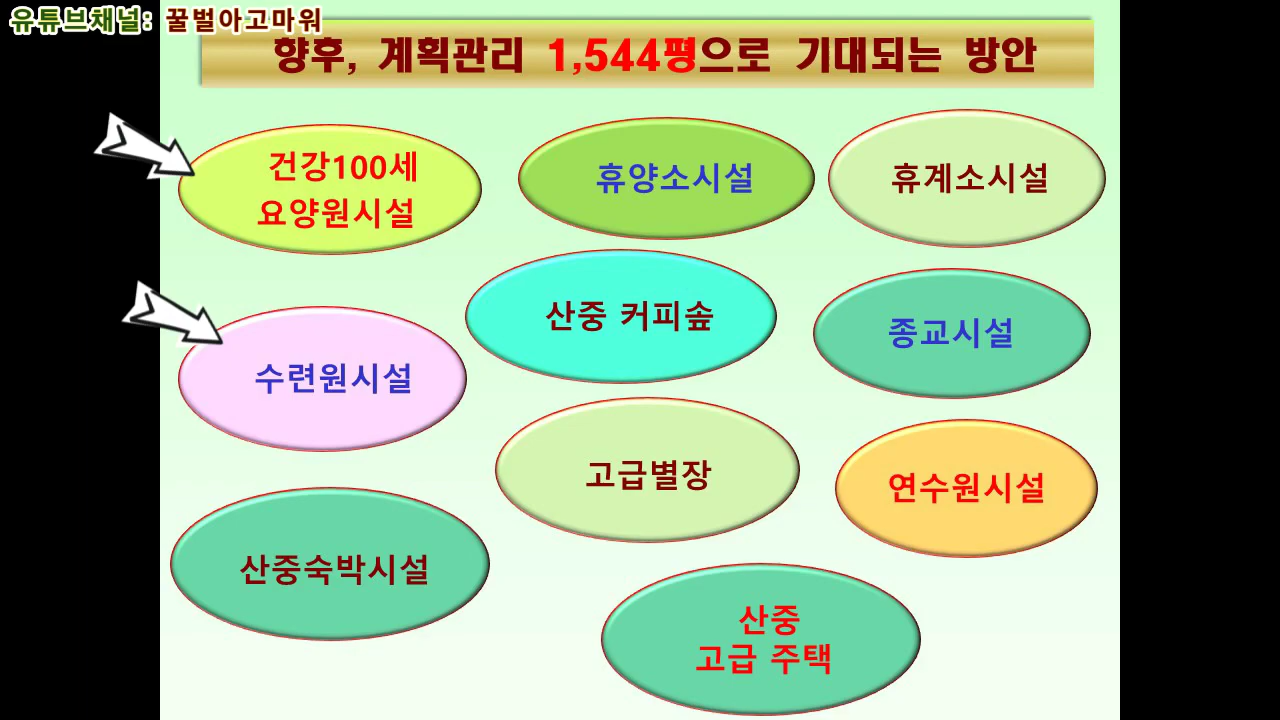 유튜브채널: 꿀벌아고마워
향후, 계획관리 1,544평으로 기대되는 방안
건강100세
요양원시설
휴양소시설
휴계소시설
산중 커피숖
종교시설
수련원시설
고급별장
연수원시설
산중숙박시설
산중
고급 주택